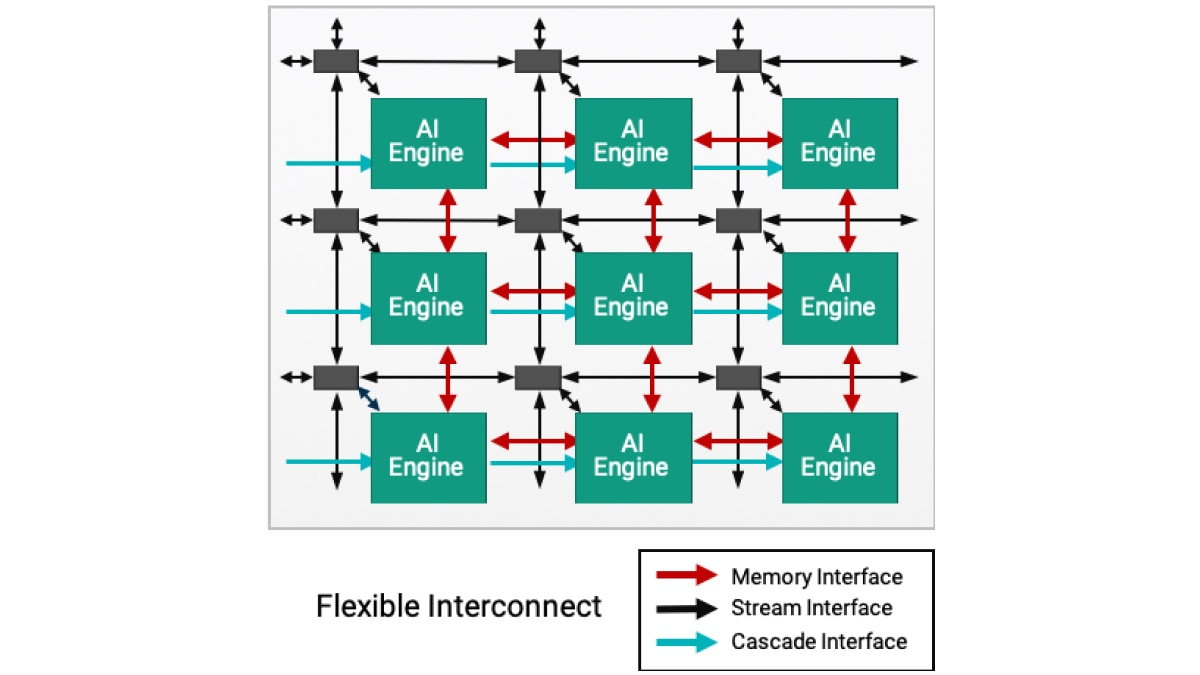 AI
Engine
AI
Engine
AI
Engine
AI
Engine
AI
Engine
AI
Engine
AI
Engine
AI
Engine
AI
Engine
Flexible Interconnect
Memory Interface
Stream Interface
Cascade Interface